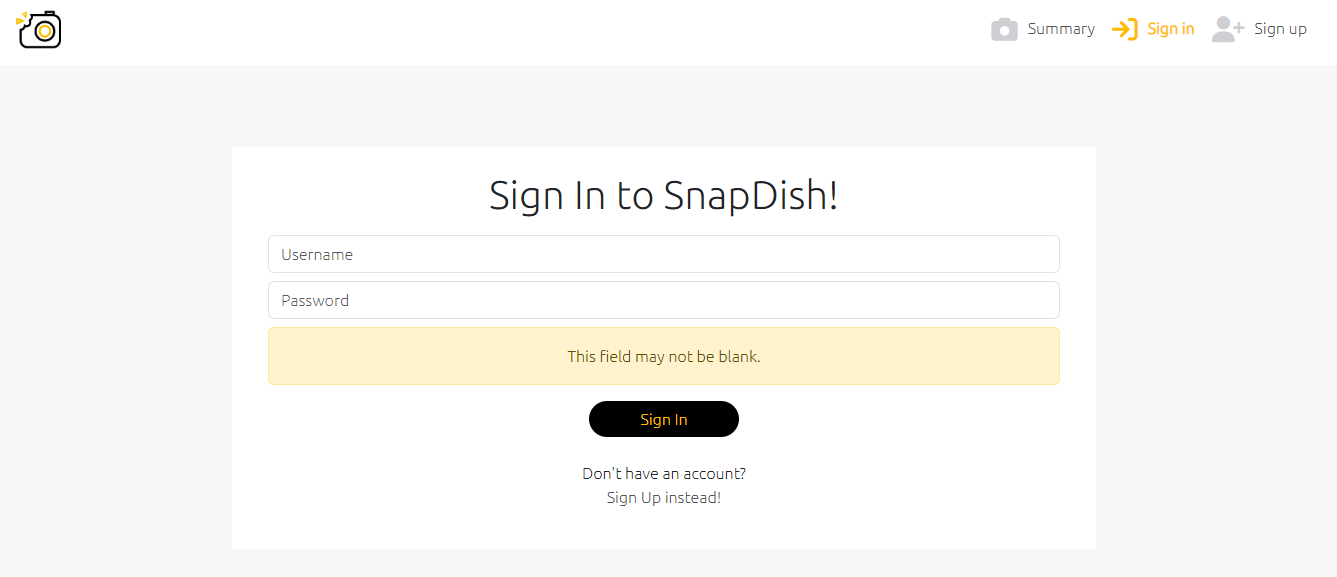 Summary Sign in Sign up
Sign In to SnapDish!
Username
Password
This field may not be blank.
Sign In
Don't have an account?
Sign Up instead!